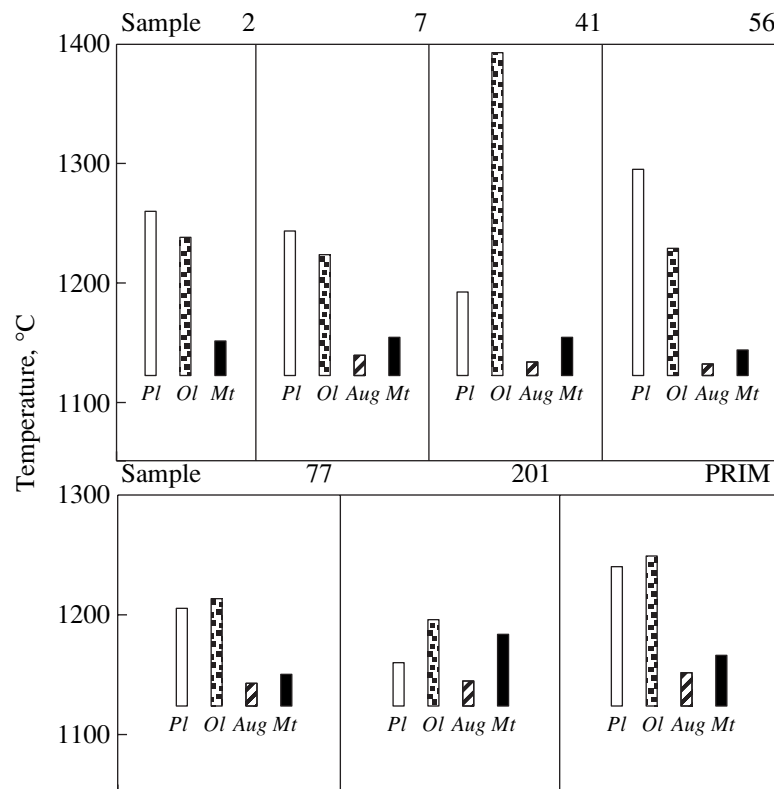 Sample 2 7 41 56
1400
1300
1200
1100
Pl Ol Mt Pl Ol Aug Mt Pl Ol Aug Mt Pl Ol Aug Mt
Temperature, °C
Sample 77 201 PRIM
1300
1200
1100
Pl Ol Aug Mt Pl Ol Aug Mt Pl Ol Aug Mt